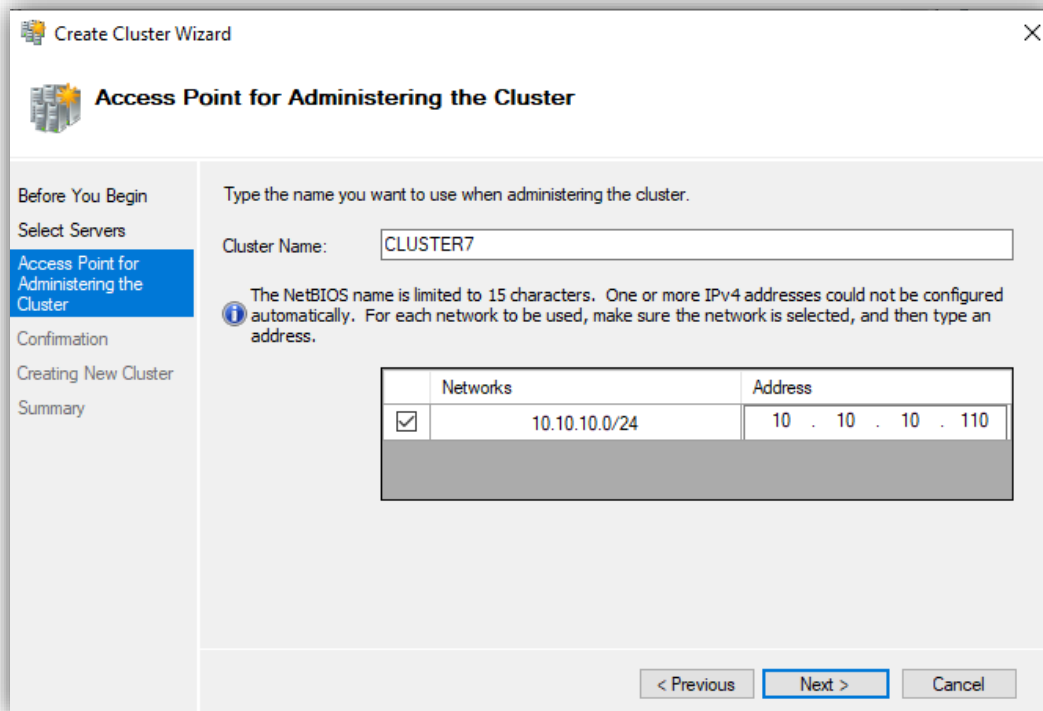 Create Cluster Wizard
Access Point for Administering the Cluster
Before You Begin
Select Servers
Access Point for
Administering the
Cluster
Confirmation
Creating New Cluster
Summary
Type the name you want to use when administering the cluster.
Cluster Name:
CLUSTER7
The NetBIOS name is limited to 15 characters.  One or more IPv4 addresses could not be configured
automatically.  For each network to be used, make sure the network is selected, and then type an
address.
Networks Address
10.10.10.0/24 10 . 10 . 10 . 110
< Previous Next > Cancel